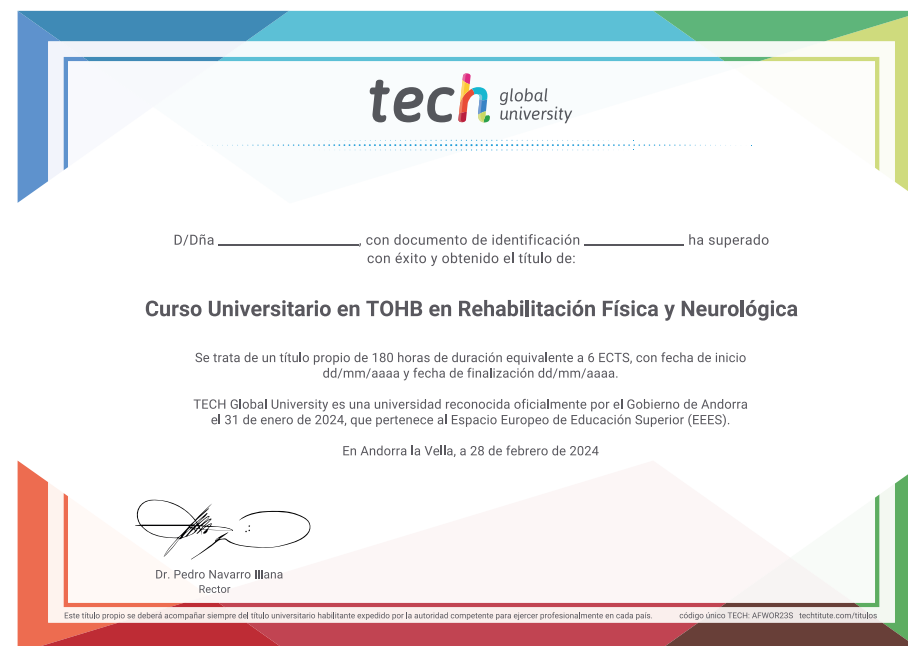 tech global university
D/Dña ____________________, con documento de identificación ______________ ha superado
con éxito y obtenido el título de:
Curso Universitario en TOHB en Rehabilitación Física y Neurológica
Se trata de un título propio de 180 horas de duración equivalente a 6 ECTS, con fecha de inicio
dd/mm/aaaa y fecha de finalización dd/mm/aaaa.
TECH Global University es una universidad reconocida oficialmente por el Gobierno de Andorra
el 31 de enero de 2024, que pertenece al Espacio Europeo de Educación Superior (EEES).
En Andorra la Vella, a 28 de febrero de 2024
Dr. Pedro Navarro Illana
Rector
Este título propio se deberá acompañar siempre del título universitario habilitante expedido por la autoridad competente para ejercer profesionalmente en cada país. código único TECH: AFWOR23S techtitute.com/titulos